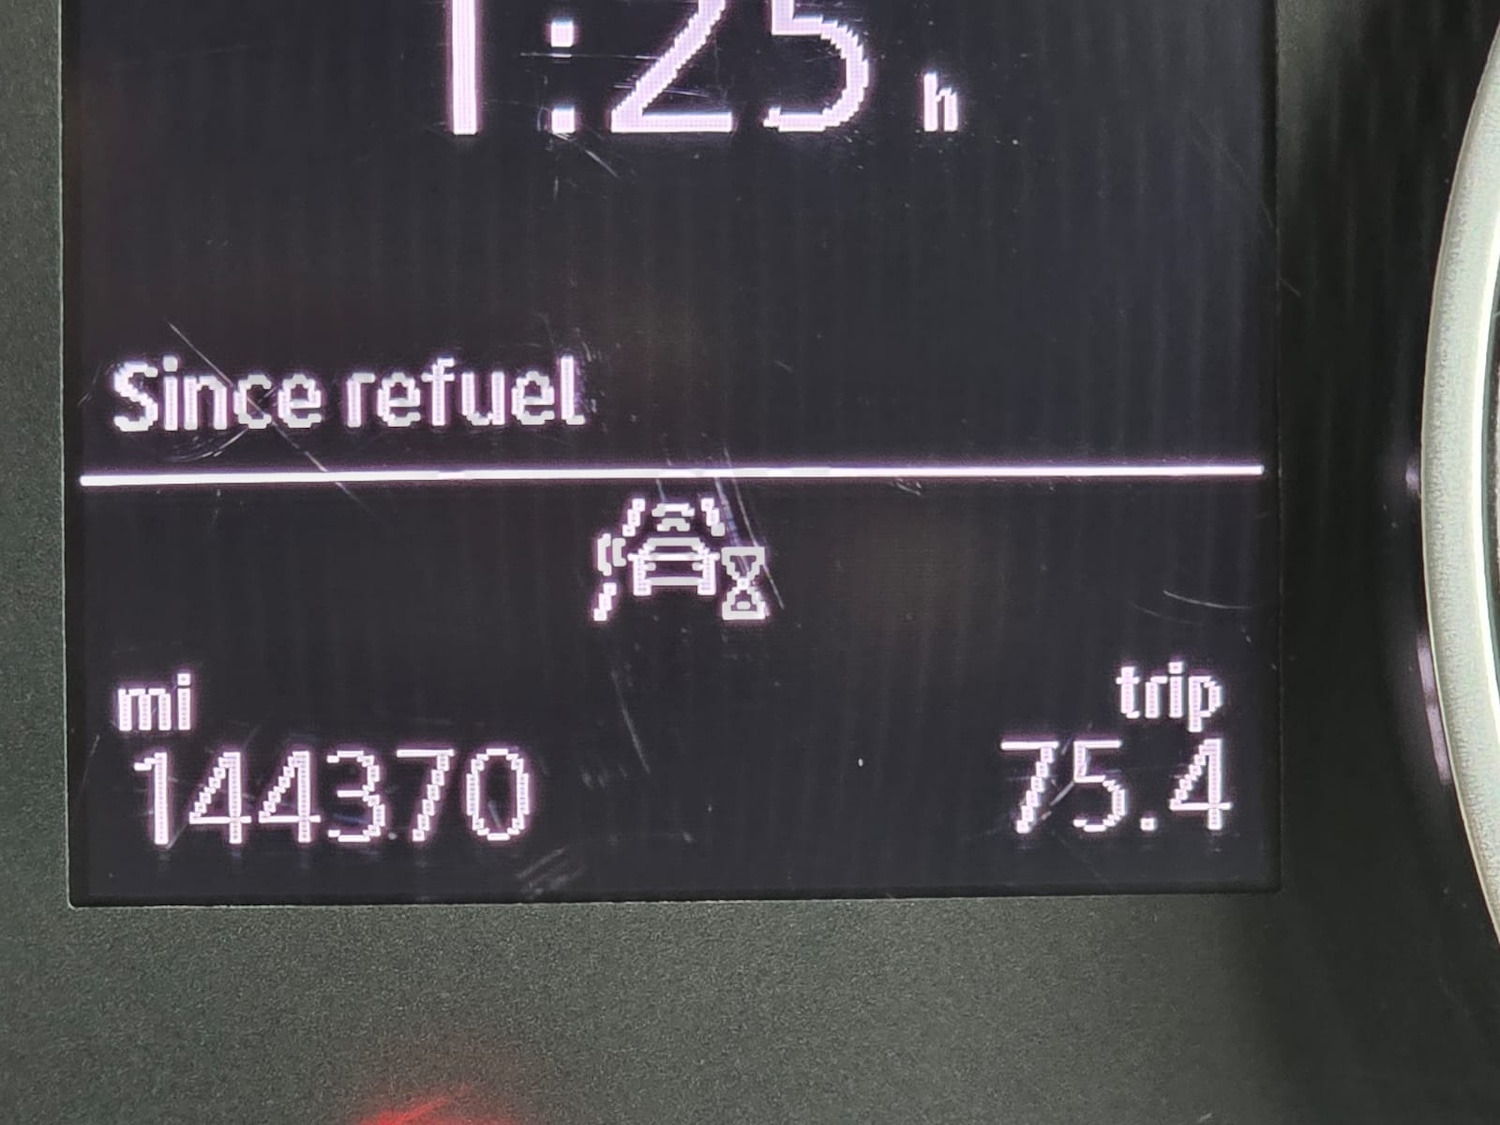 1:25 h
Since refuel
mi trip
144370 75.4